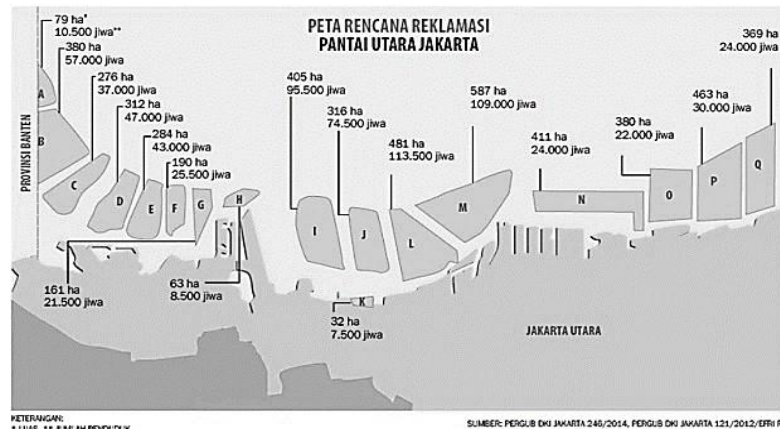 PETA RENCANA REKLAMASI
PANTAI UTARA JAKARTA
79 ha*
10.500 jiwa**
380 ha
57.000 jiwa
276 ha
37.000 jiwa
312 ha
47.000 jiwa
284 ha
43.000 jiwa
190 ha
25.500 jiwa
405 ha
95.500 jiwa
316 ha
74.500 jiwa
481 ha
113.500 jiwa
587 ha
109.000 jiwa
411 ha
24.000 jiwa
380 ha
22.000 jiwa
463 ha
30.000 jiwa
369 ha
24.000 jiwa
PROVINSI BANTEN
A
B
C
D
E
F
G
H
I
J
L
M
N
O
P
Q
161 ha
21.500 jiwa
63 ha
8.500 jiwa
K
32 ha
7.500 jiwa
JAKARTA UTARA
KETERANGAN:
* LUAS, ** JUMLAH PENDUDUK
SUMBER: PERGUB DKI JAKARTA 246/2014, PERGUB DKI JAKARTA 121/2012/EFRI